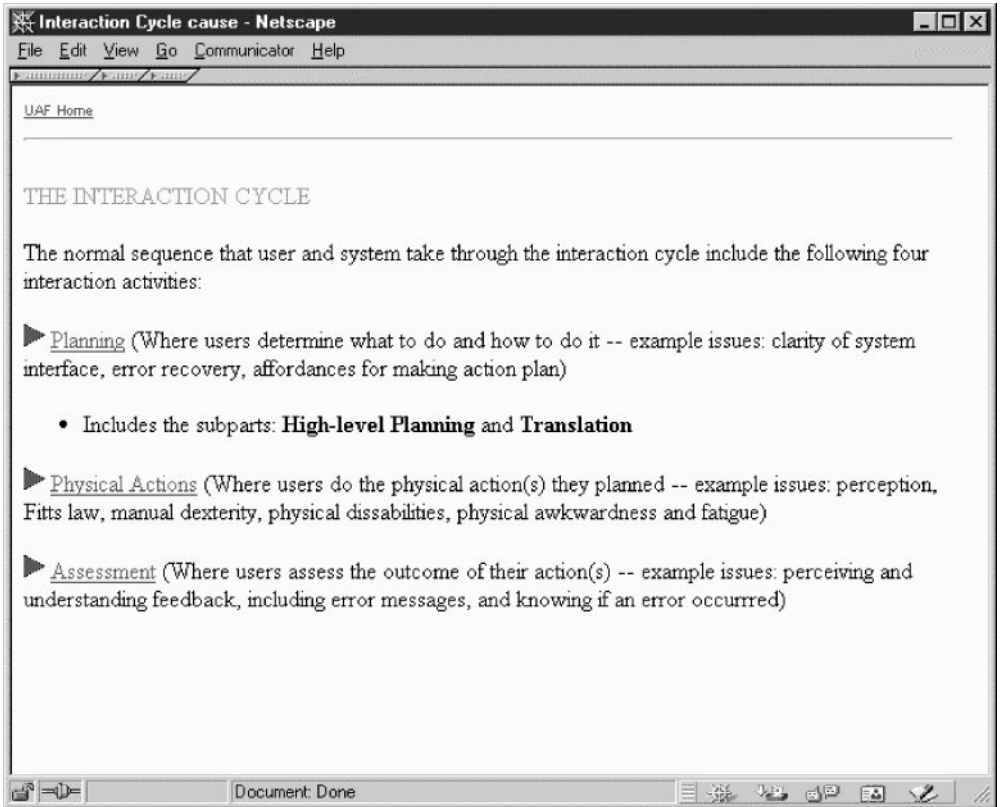 Interaction Cycle cause - Netscape
File Edit View Go Communicator Help
UAF Home
THE INTERACTION CYCLE
The normal sequence that user and system take through the interaction cycle include the following four
interaction activities:
Planning (Where users determine what to do and how to do it -- example issues: clarity of system
interface, error recovery, affordances for making action plan)
• Includes the subparts: High-level Planning and Translation
Physical Actions (Where users do the physical action(s) they planned -- example issues: perception,
Fitts law, manual dexterity, physical dissabilities, physical awkwardness and fatigue)
Assessment (Where users assess the outcome of their action(s) -- example issues: perceiving and
understanding feedback, including error messages, and knowing if an error occurrred)
Document: Done